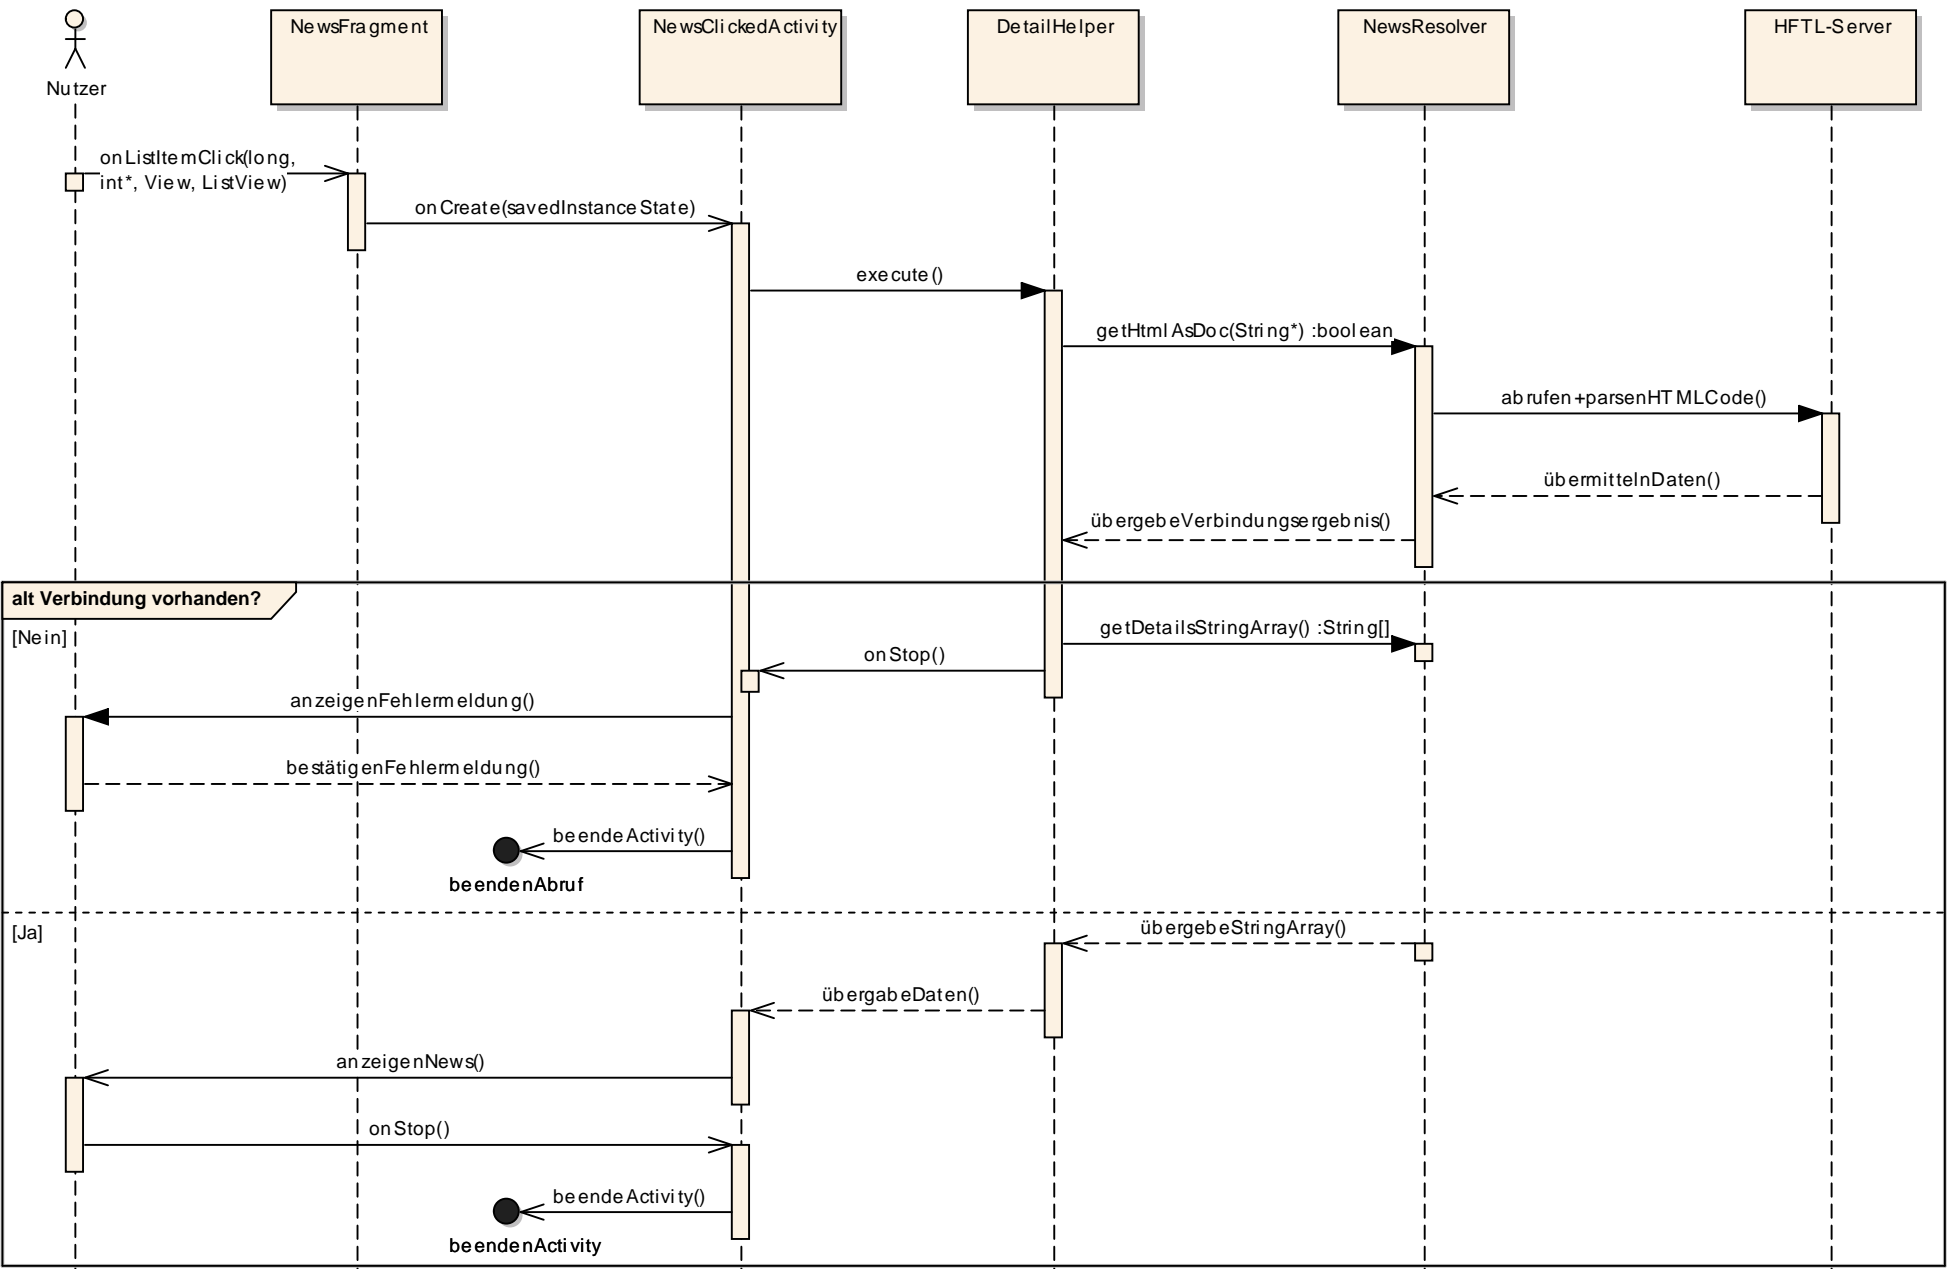 Nutzer
NewsFragment
NewsClickedActivity
DetailHelper
NewsResolver
HFTL-Server
onListItemClick(long,
int*, View, ListView)
onCreate(savedInstanceState)
execute()
getHtmlAsDoc(String*) :boolean
abrufen+parsenHTMLCode()
übermittelnDaten()
übergebeVerbindungsergebnis()
alt Verbindung vorhanden?
[Nein]
getDetailsStringArray() :String[]
onStop()
anzeigenFehlermeldung()
bestätigenFehlermeldung()
beendeActivity()
beendenAbruf
[Ja]
übergebeStringArray()
übergabeDaten()
anzeigenNews()
onStop()
beendeActivity()
beendenActivity